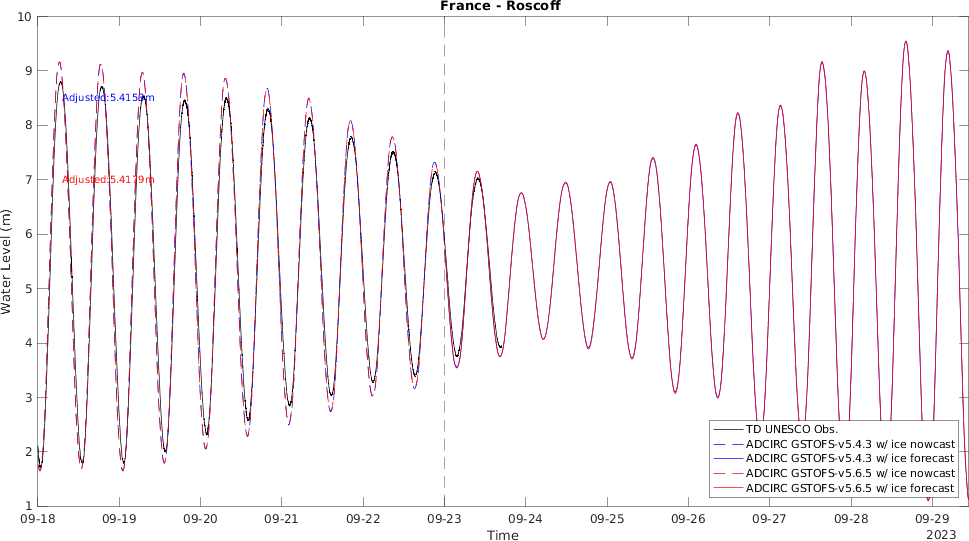 France - Roscoff
Water Level (m)
10
9
8
7
6
5
4
3
2
1
Adjusted:5.4153m
Adjusted:5.4179m
TD UNESCO Obs.
ADCIRC GSTOFS-v5.4.3 w/ ice nowcast
ADCIRC GSTOFS-v5.4.3 w/ ice forecast
ADCIRC GSTOFS-v5.6.5 w/ ice nowcast
ADCIRC GSTOFS-v5.6.5 w/ ice forecast
09-18 09-19 09-20 09-21 09-22 09-23 09-24 09-25 09-26 09-27 09-28 09-29
2023
Time